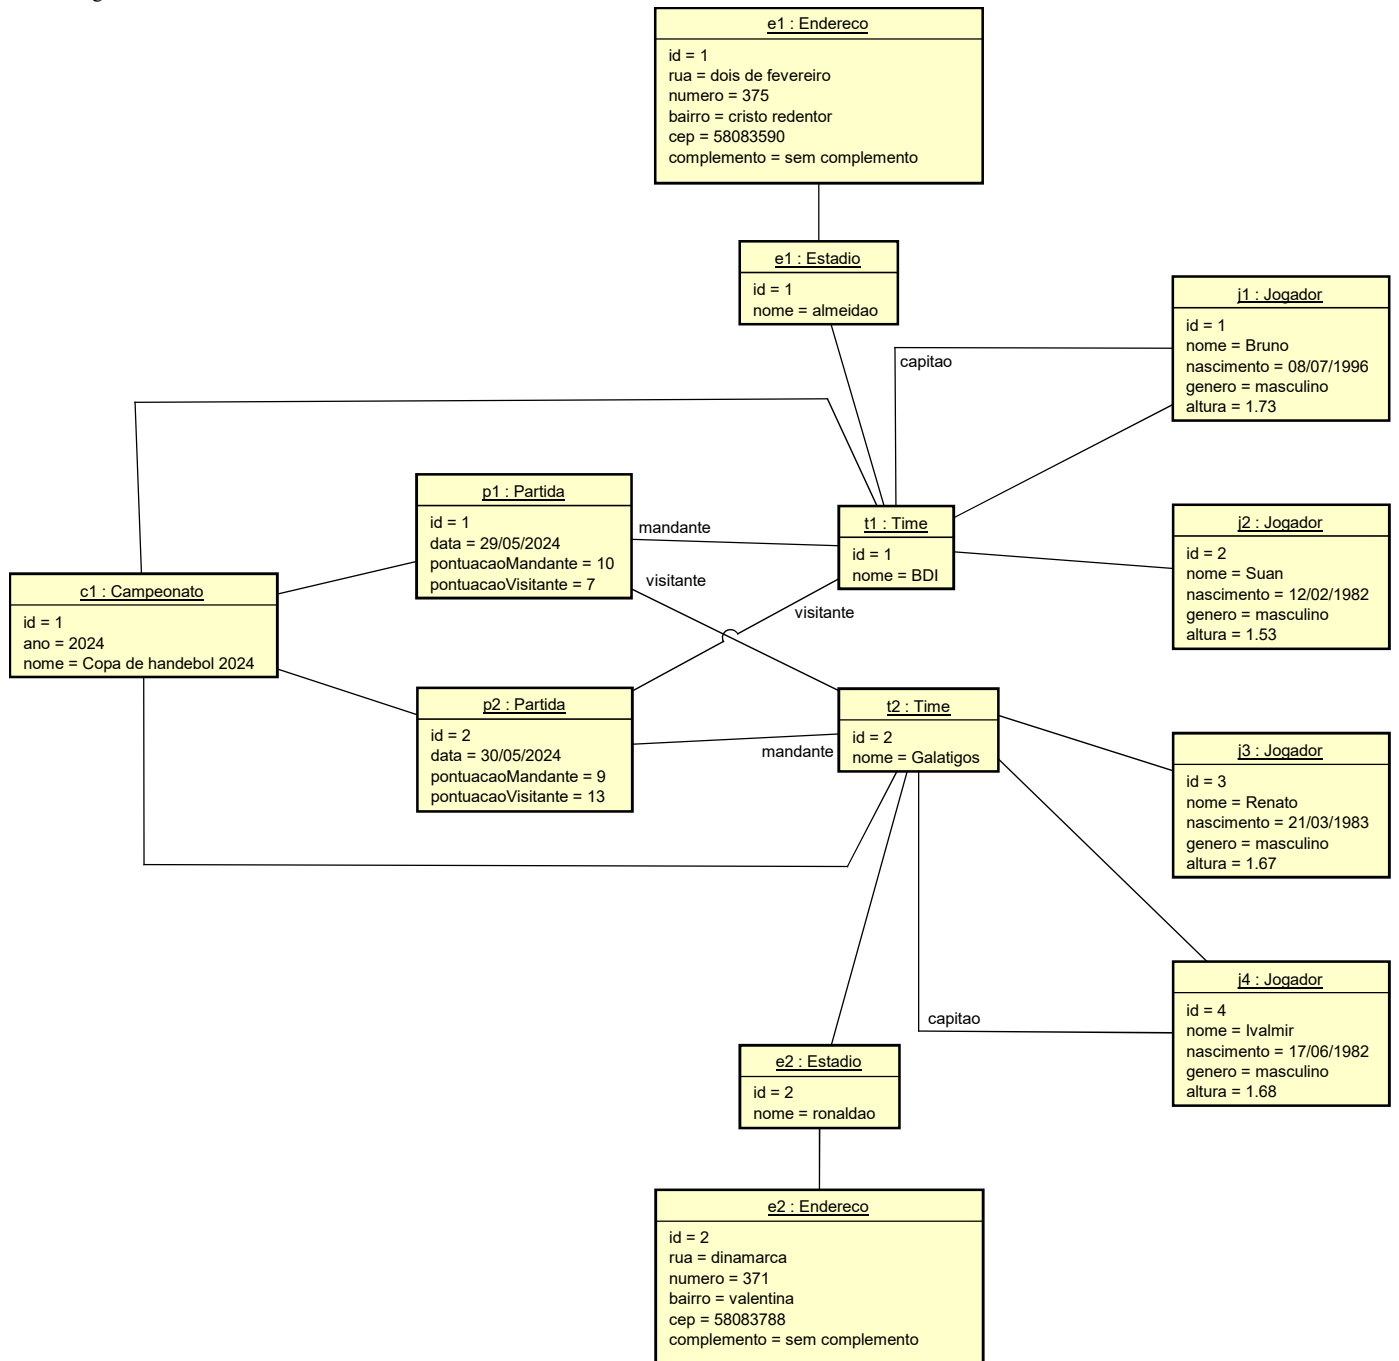 e1 : Endereco
id = 1
rua = dois de fevereiro
numero = 375
bairro = cristo redentor
cep = 58083590
complemento = sem complemento
e1 : Estadio
id = 1
nome = almeidao
j1 : Jogador
id = 1
nome = Bruno
nascimento = 08/07/1996
genero = masculino
altura = 1.73
capitao
p1 : Partida
id = 1
data = 29/05/2024
pontuacaoMandante = 10
pontuacaoVisitante = 7
mandante
visitante
t1 : Time
id = 1
nome = BDI
visitante
j2 : Jogador
id = 2
nome = Suan
nascimento = 12/02/1982
genero = masculino
altura = 1.53
c1 : Campeonato
id = 1
ano = 2024
nome = Copa de handebol 2024
p2 : Partida
id = 2
data = 30/05/2024
pontuacaoMandante = 9
pontuacaoVisitante = 13
mandante
t2 : Time
id = 2
nome = Galatigos
j3 : Jogador
id = 3
nome = Renato
nascimento = 21/03/1983
genero = masculino
altura = 1.67
j4 : Jogador
id = 4
nome = Ivalmir
nascimento = 17/06/1982
genero = masculino
altura = 1.68
capitao
e2 : Estadio
id = 2
nome = ronaldao
e2 : Endereco
id = 2
rua = dinamarca
numero = 371
bairro = valentina
cep = 58083788
complemento = sem complemento